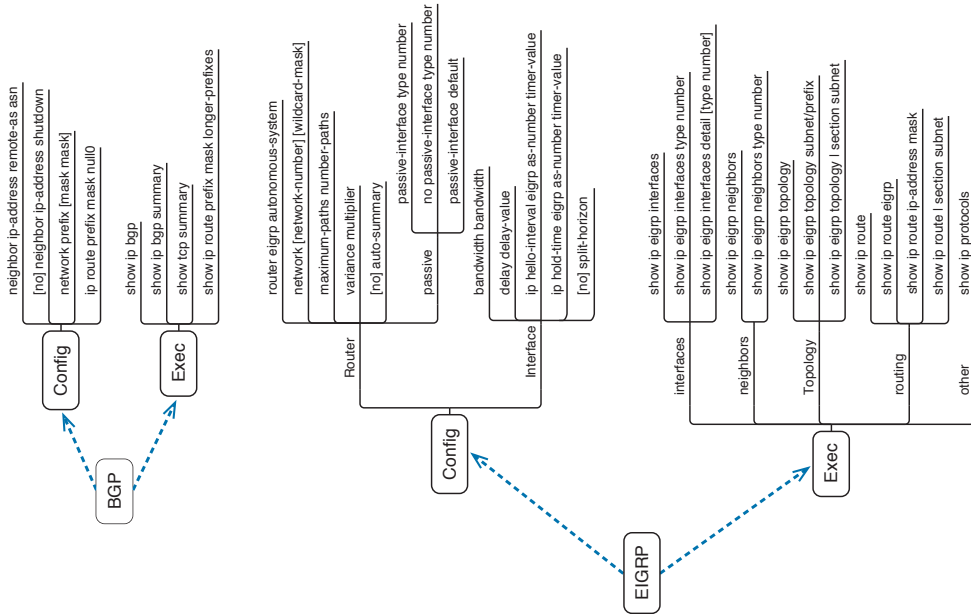 BGP
Config
neighbor ip-address remote-as asn
[no] neighbor ip-address shutdown
network prefix [mask mask]
ip route prefix mask null0
Exec
show ip bgp
show ip bgp summary
show tcp summary
show ip route prefix mask longer-prefixes
EIGRP
Config
Router
router eigrp autonomous-system
network [network-number] [wildcard-mask]
maximum-paths number-paths
variance multiplier
[no] auto-summary
passive
passive-interface type number
no passive-interface type number
passive-interface default
Interface
bandwidth bandwidth
delay delay-value
ip hello-interval eigrp as-number timer-value
ip hold-time eigrp as-number timer-value
[no] split-horizon
Exec
interfaces
show ip eigrp interfaces
show ip eigrp interfaces type number
show ip eigrp interfaces detail [type number]
neighbors
show ip eigrp neighbors
show ip eigrp neighbors type number
Topology
show ip eigrp topology
show ip eigrp topology subnet/prefix
show ip eigrp topology | section subnet
routing
show ip route
show ip route eigrp
show ip route ip-address mask
show ip route | section subnet
other
show ip protocols